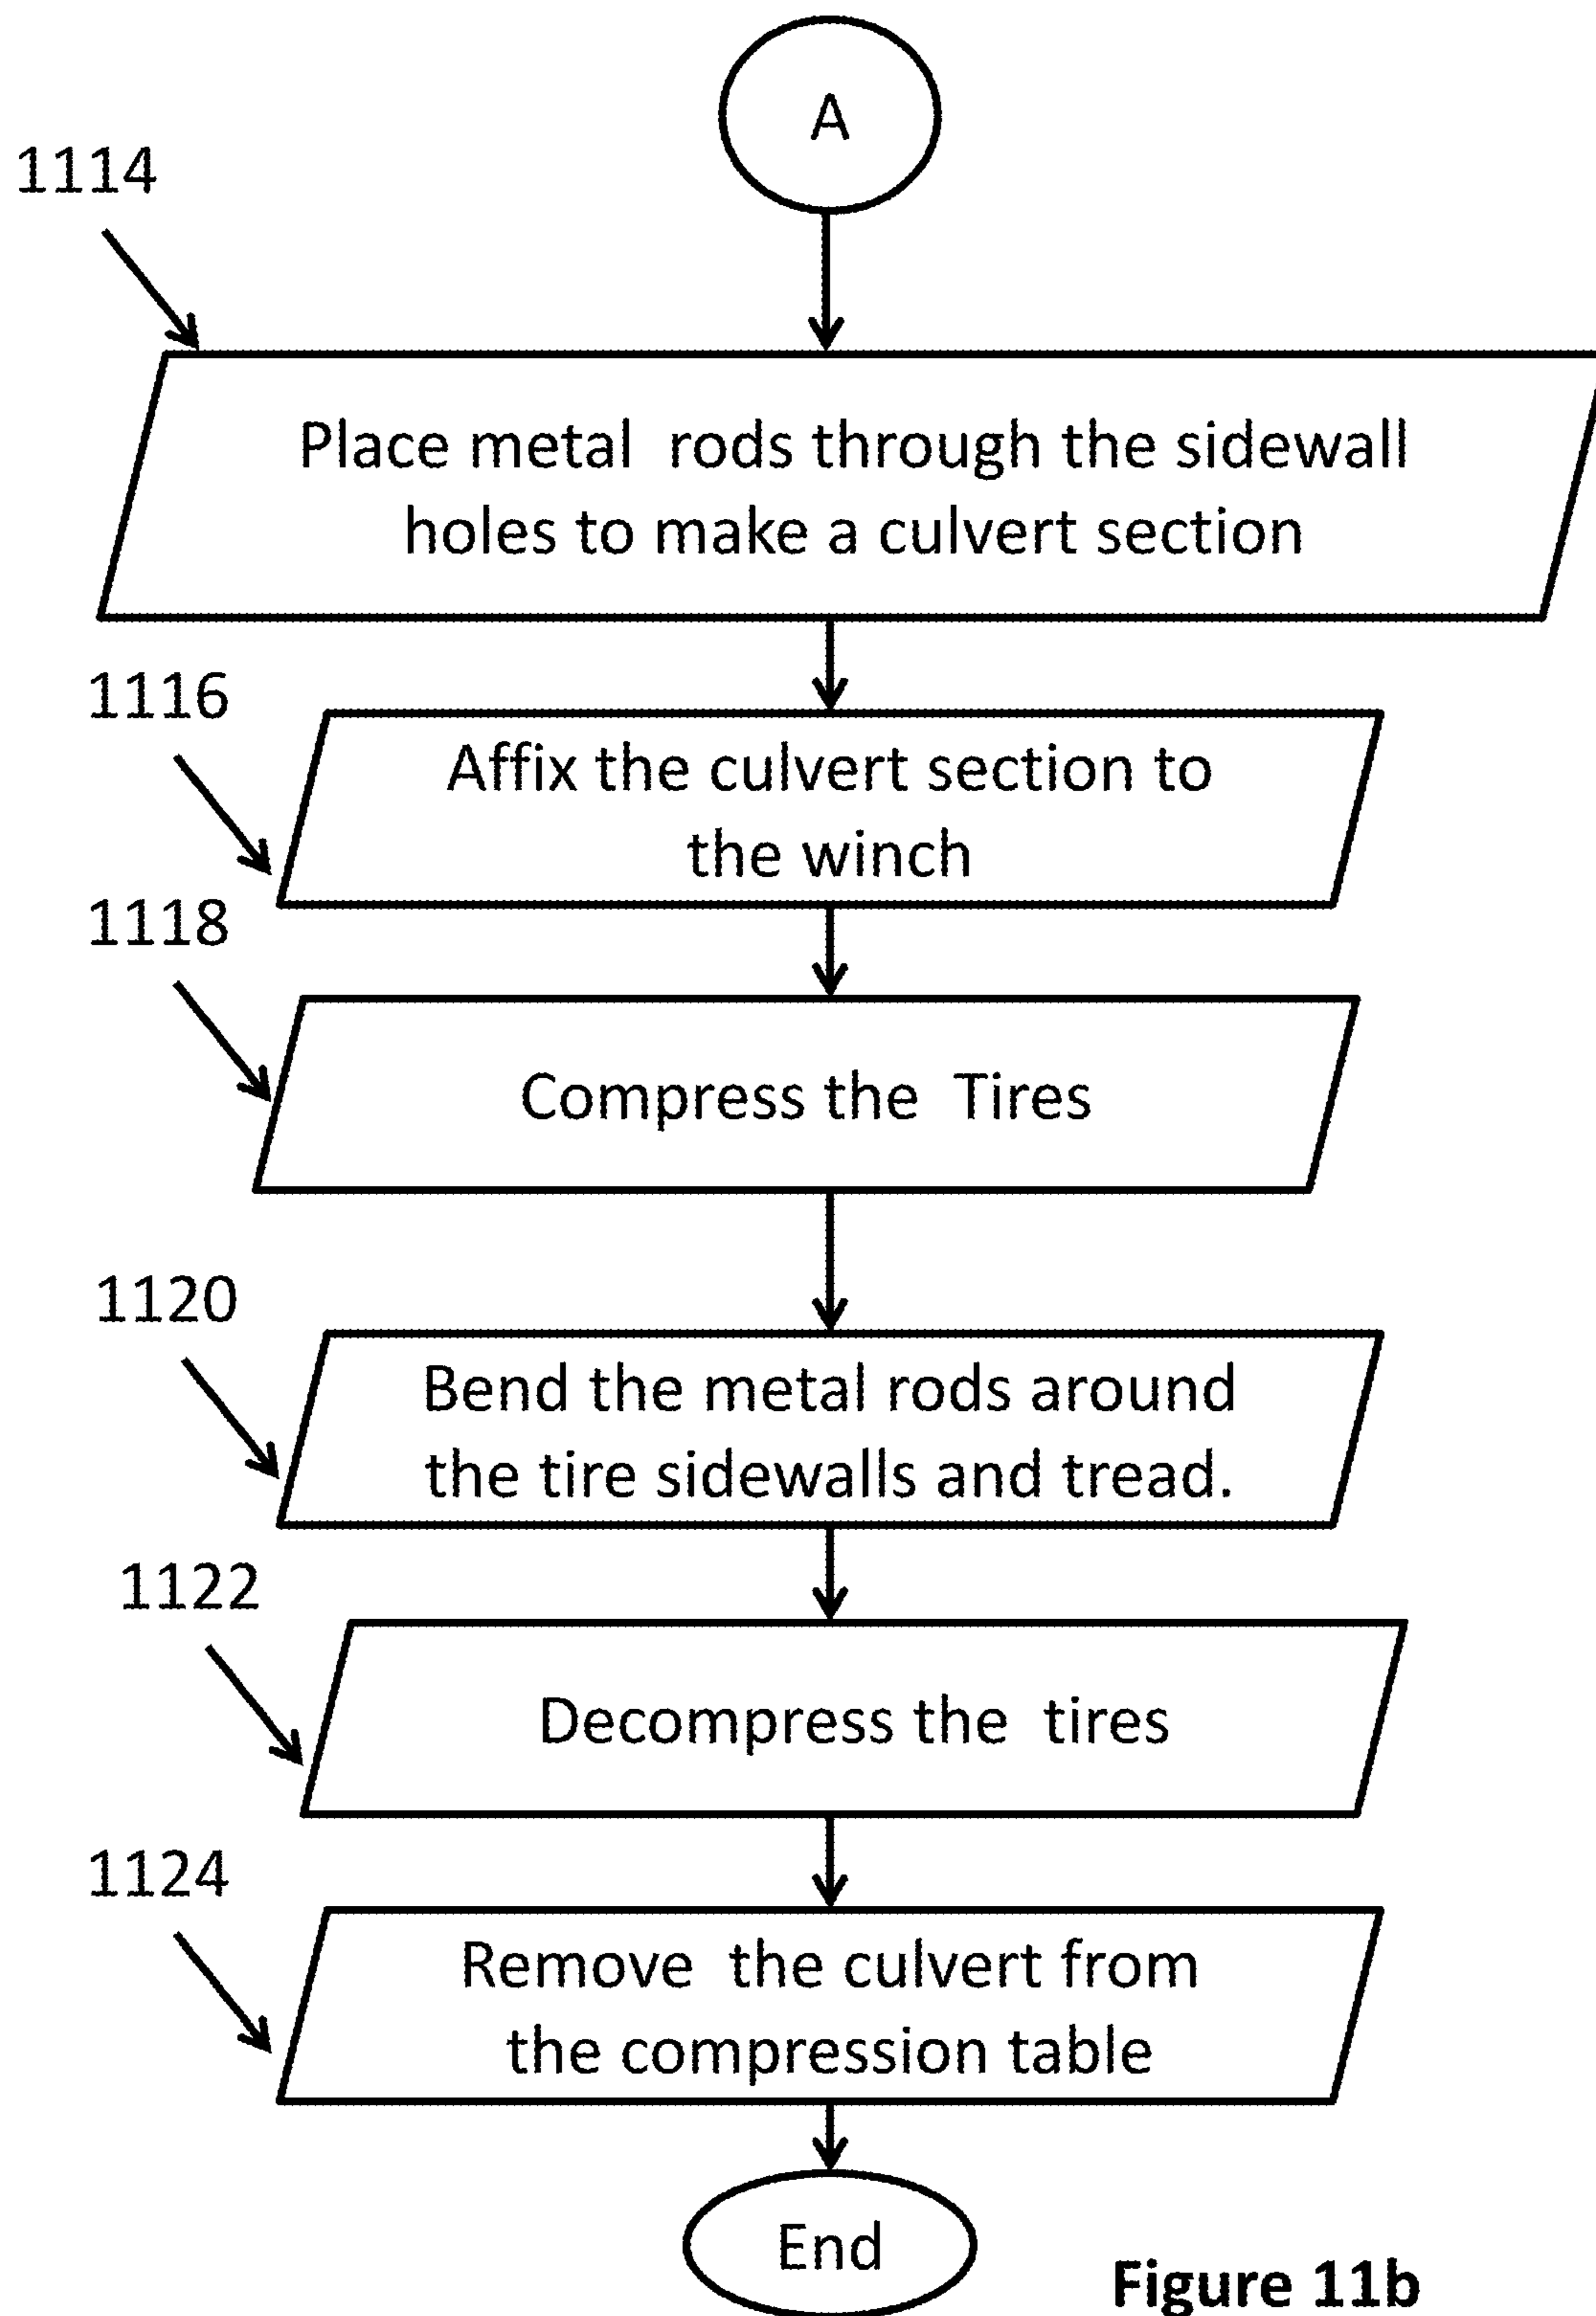 A
1114
Place metal rods through the sidewall
holes to make a culvert section
1116
Affix the culvert section to
the winch
1118
Compress the Tires
1120
Bend the metal rods around
the tire sidewalls and tread.
1122
Decompress the tires
1124
Remove the culvert from
the compression table
End
Figure 11b